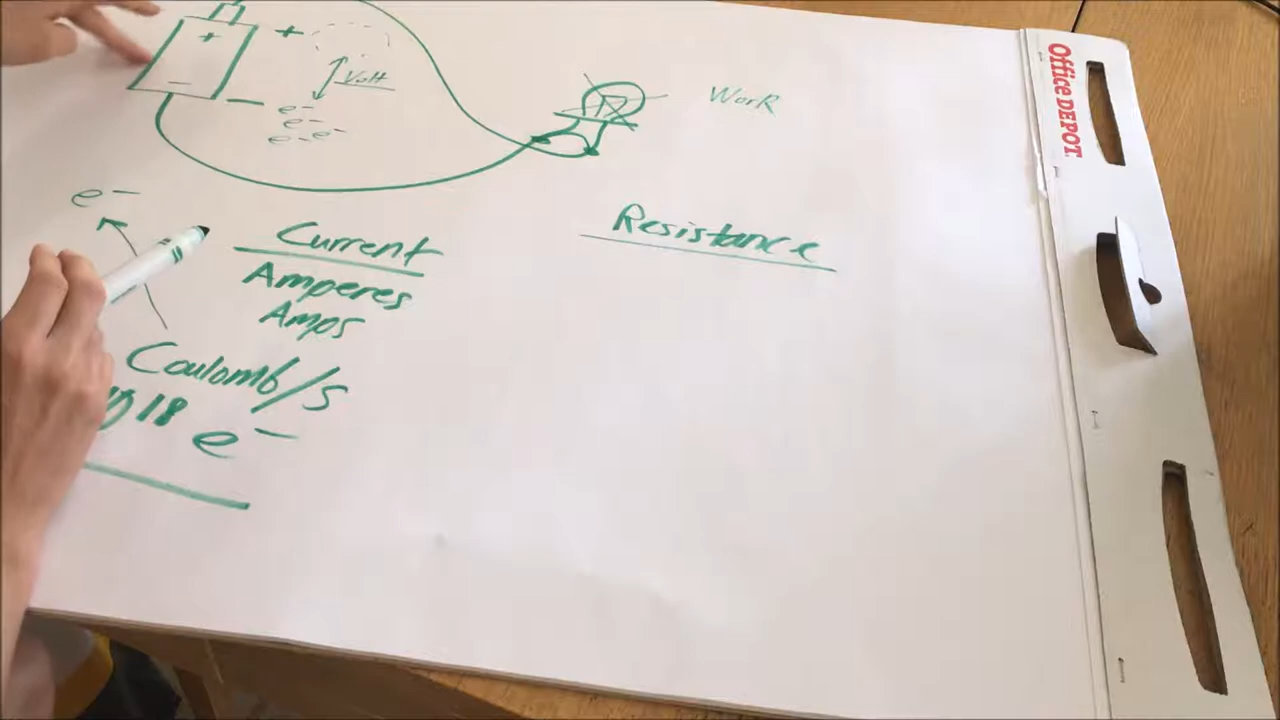 +
+
Volt
−
−
e−
e−
e− e−
Work
Office DEPOT
e−
Current
Amperes
Amps
Resistance
Coulomb/s
18 e−